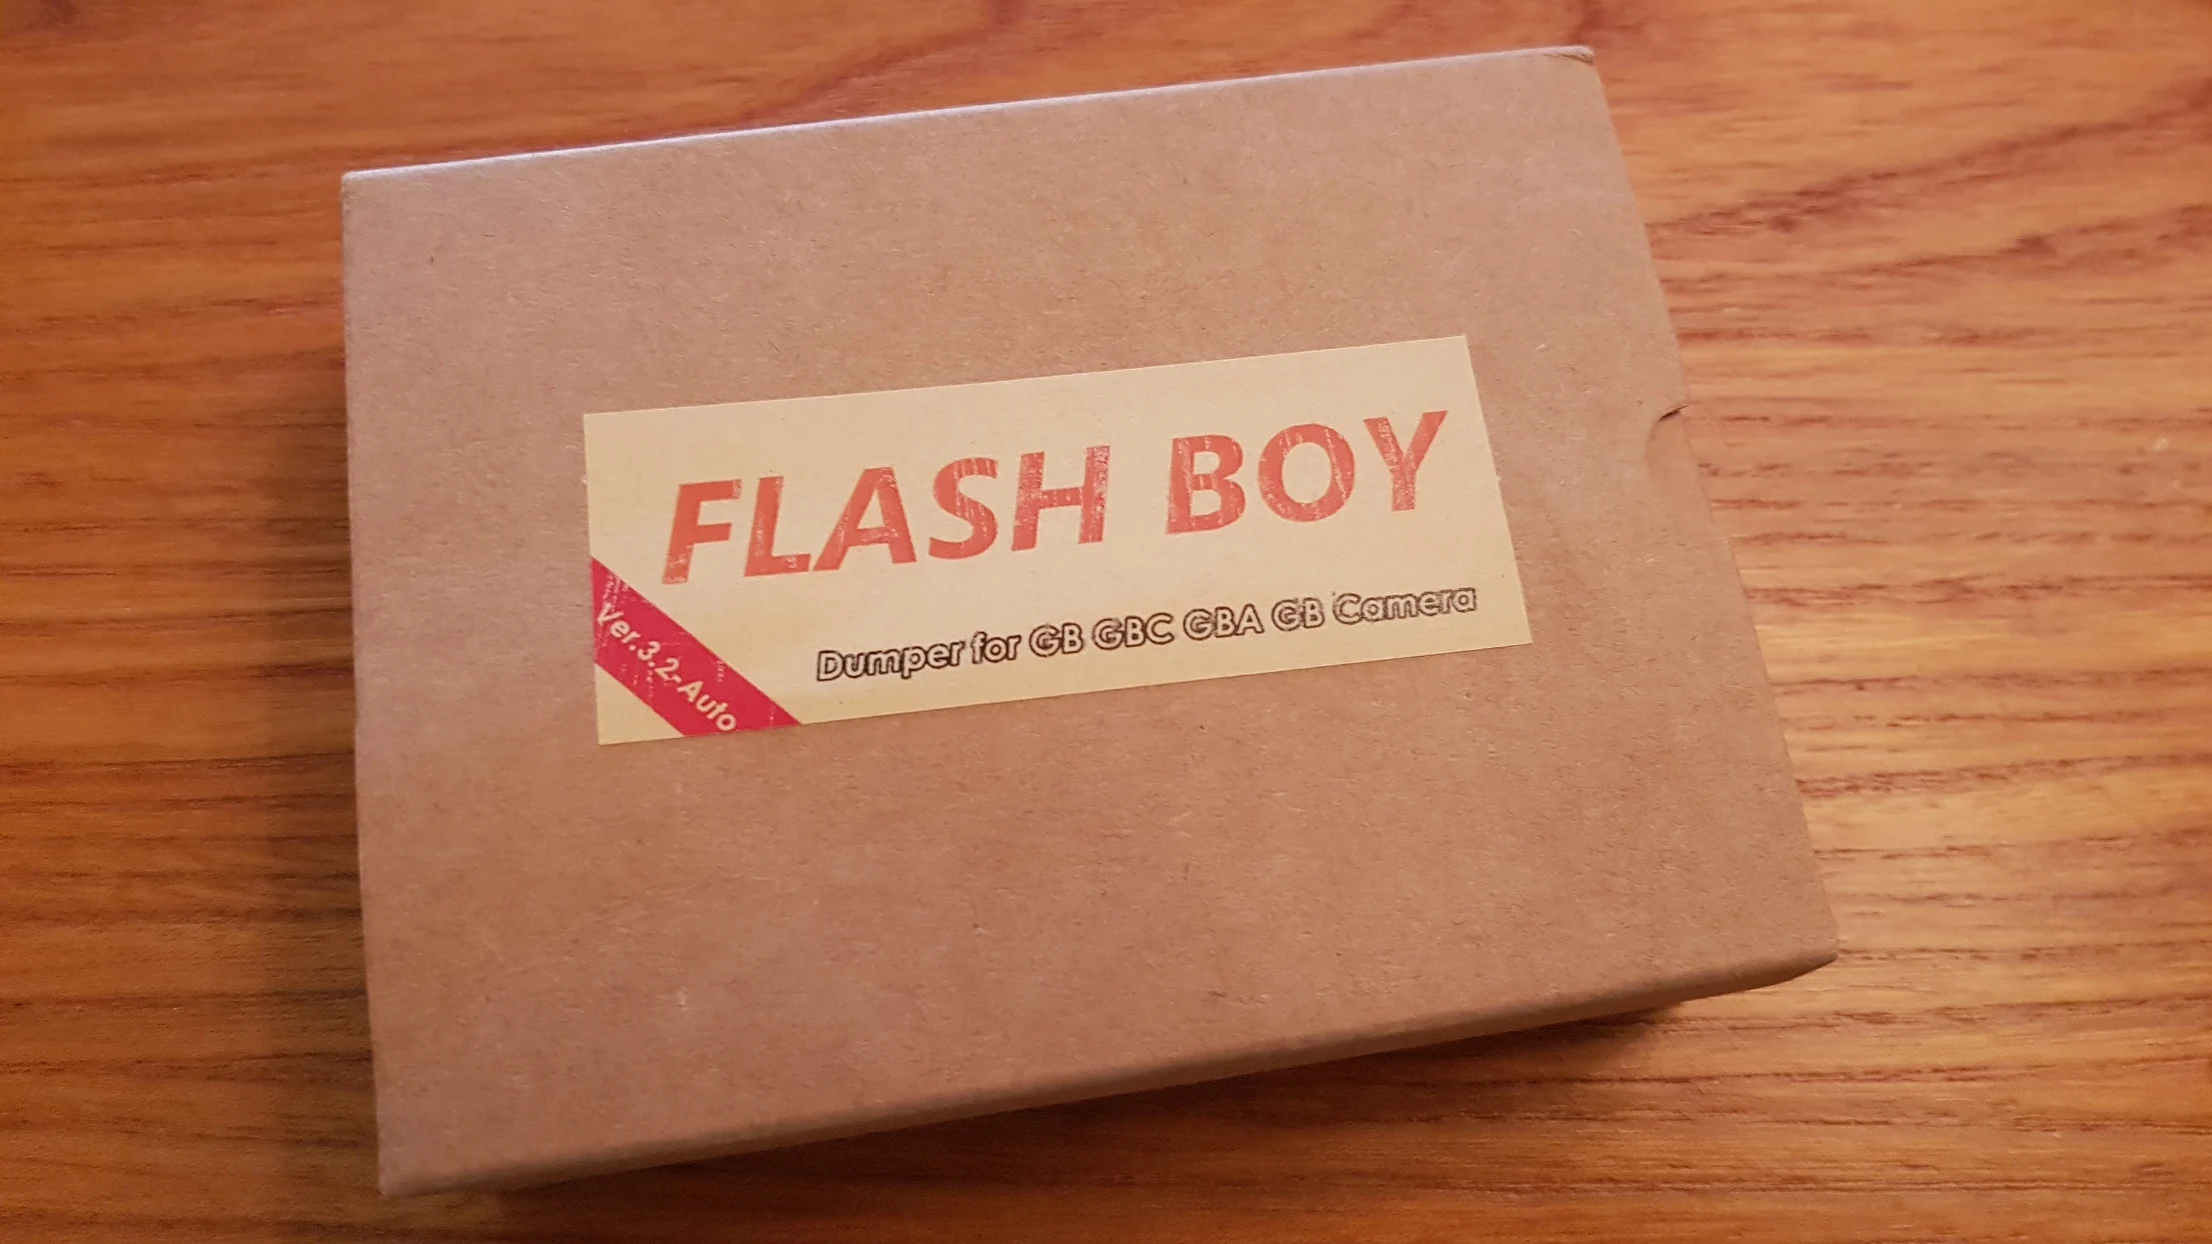 FLASH BOY
Dumper for GB GBC GBA GB Camera
Ver.3.2-Auto